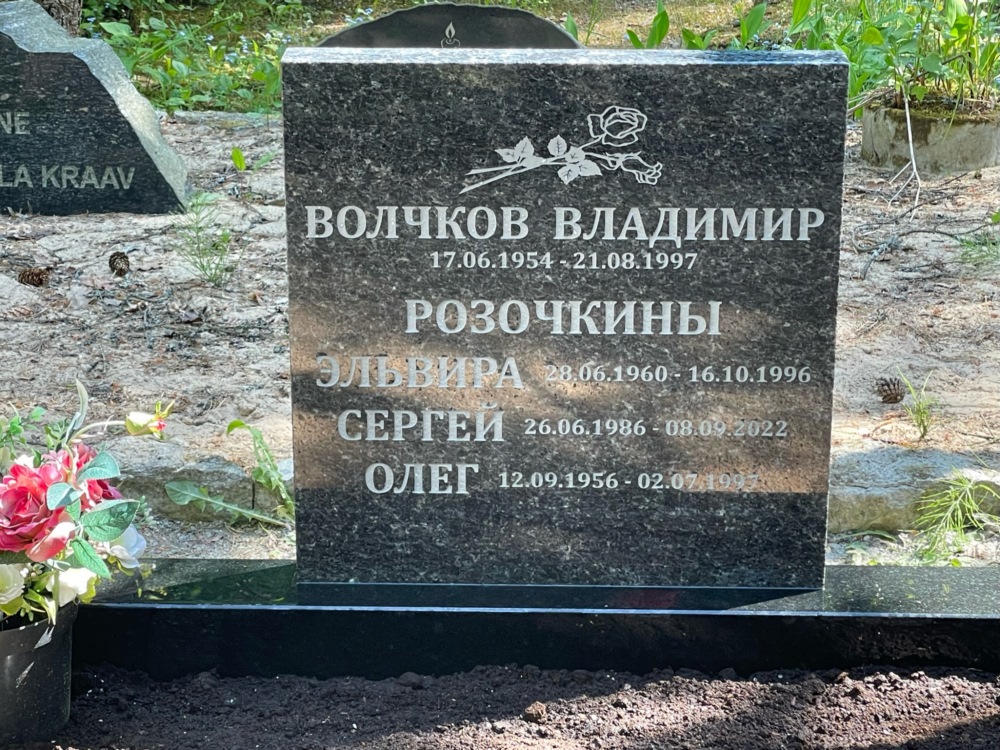 NE
LA KRAAV
ВОЛЧКОВ ВЛАДИМИР
17.06.1954 - 21.08.1997
РОЗОЧКИНЫ
ЭЛЬВИРА 28.06.1960 - 16.10.1996
СЕРГЕЙ 26.06.1986 - 08.09.2022
ОЛЕГ 12.09.1956 - 02.07.1997